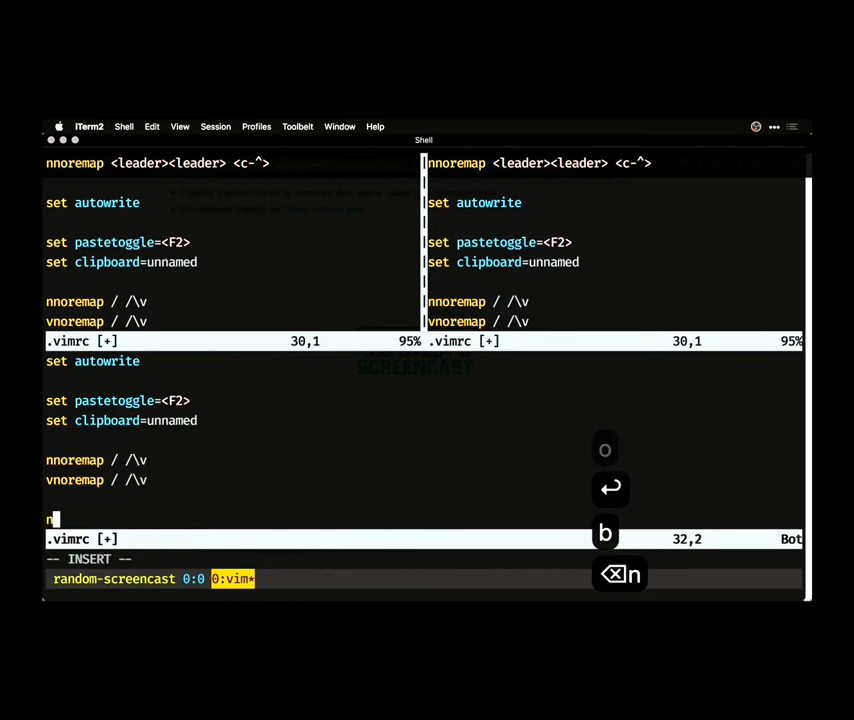 iTerm2 Shell Edit View Session Profiles Toolbelt Window Help
Shell
nnoremap <leader><leader> <c-^>
set autowrite
set pastetoggle=<F2>
set clipboard=unnamed
nnoremap / /\v
vnoremap / /\v
.vimrc [+] 30,1 95%
nnoremap <leader><leader> <c-^>
set autowrite
set pastetoggle=<F2>
set clipboard=unnamed
nnoremap / /\v
vnoremap / /\v
.vimrc [+] 30,1 95%
SCREENCAST
set autowrite
set pastetoggle=<F2>
set clipboard=unnamed
nnoremap / /\v
vnoremap / /\v
n
.vimrc [+] 32,2 Bot
-- INSERT --
random-screencast 0:0 0:vim*
o
↩
b
⌫n